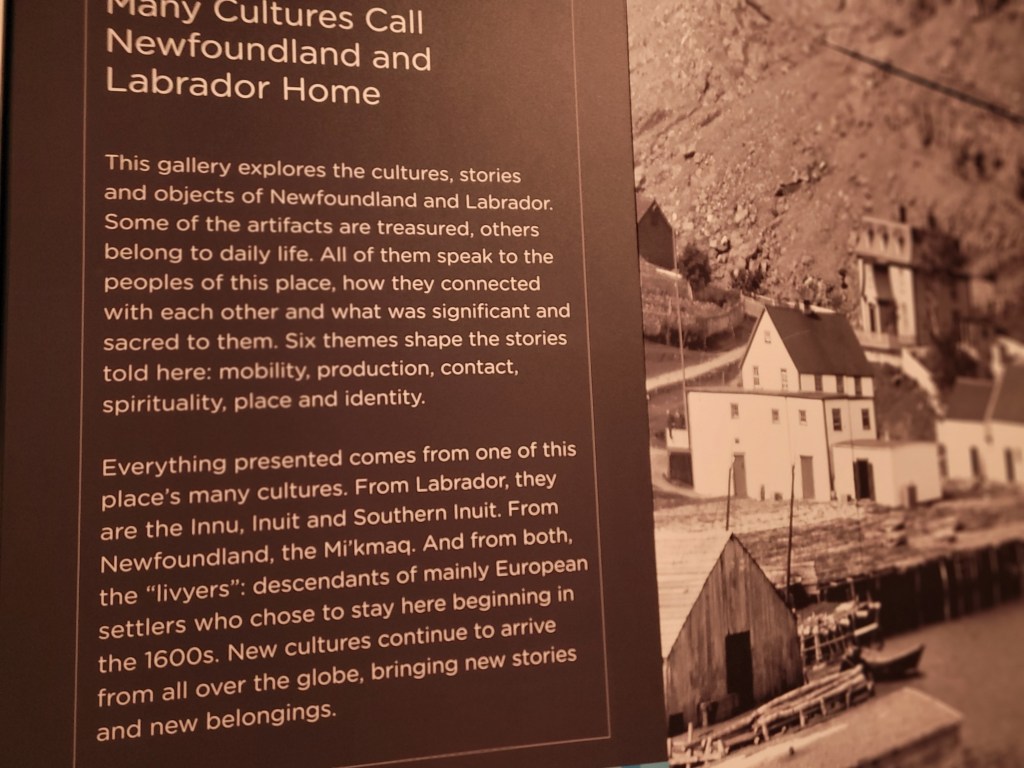 Many Cultures Call
Newfoundland and
Labrador Home
This gallery explores the cultures, stories
and objects of Newfoundland and Labrador.
Some of the artifacts are treasured, others
belong to daily life. All of them speak to the
peoples of this place, how they connected
with each other and what was significant and
sacred to them. Six themes shape the stories
told here: mobility, production, contact,
spirituality, place and identity.
Everything presented comes from one of this
place's many cultures. From Labrador, they
are the Innu, Inuit and Southern Inuit. From
Newfoundland, the Mi'kmaq. And from both,
the “livyers”: descendants of mainly European
settlers who chose to stay here beginning in
the 1600s. New cultures continue to arrive
from all over the globe, bringing new stories
and new belongings.